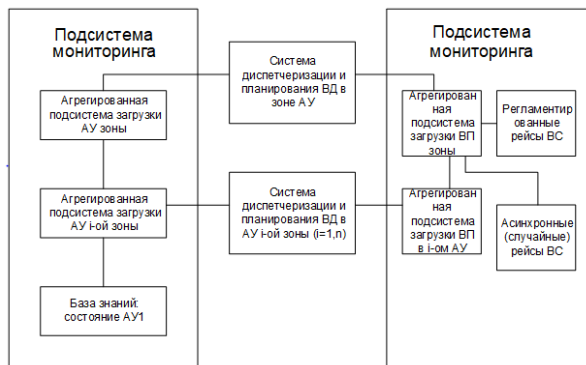 Подсистема
мониторинга
Агрегированная
подсистема загрузки
АУ зоны
Агрегированная
подсистема загрузки
АУ i-ой зоны
База знаний:
состояние АУ1
Система
диспетчеризации и
планирования ВД в
зоне АУ
Система
диспетчеризации и
планирования ВД в
АУ i-ой зоны (i=1,n)
Подсистема
мониторинга
Агрегирован
ная
подсистема
загрузки ВП
зоны
Регламентир
ованные
рейсы ВС
Агрегирован
ная
подсистема
загрузки ВП
в i-ом АУ
Асинхронные
(случайные)
рейсы ВС